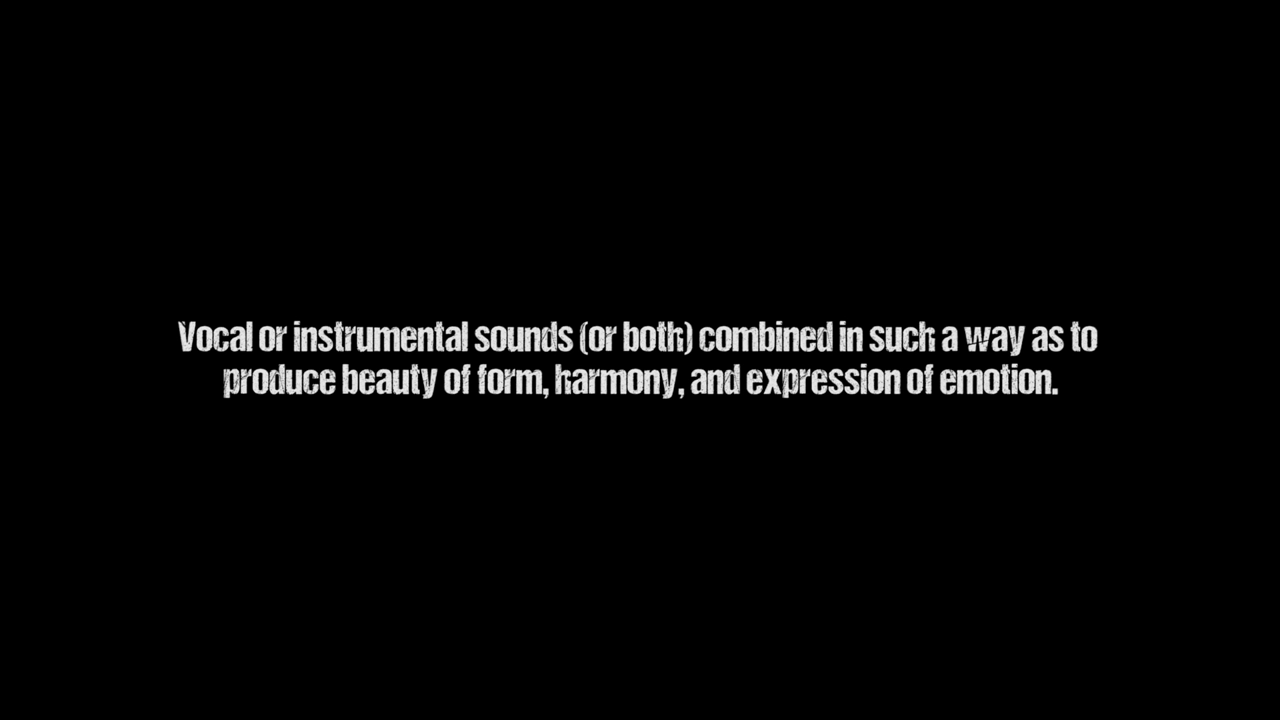 Vocal or instrumental sounds (or both) combined in such a way as to
produce beauty of form, harmony, and expression of emotion.